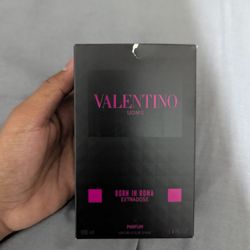 VALENTINO
UOMO
BORN IN ROMA
EXTRADOSE
PARFUM